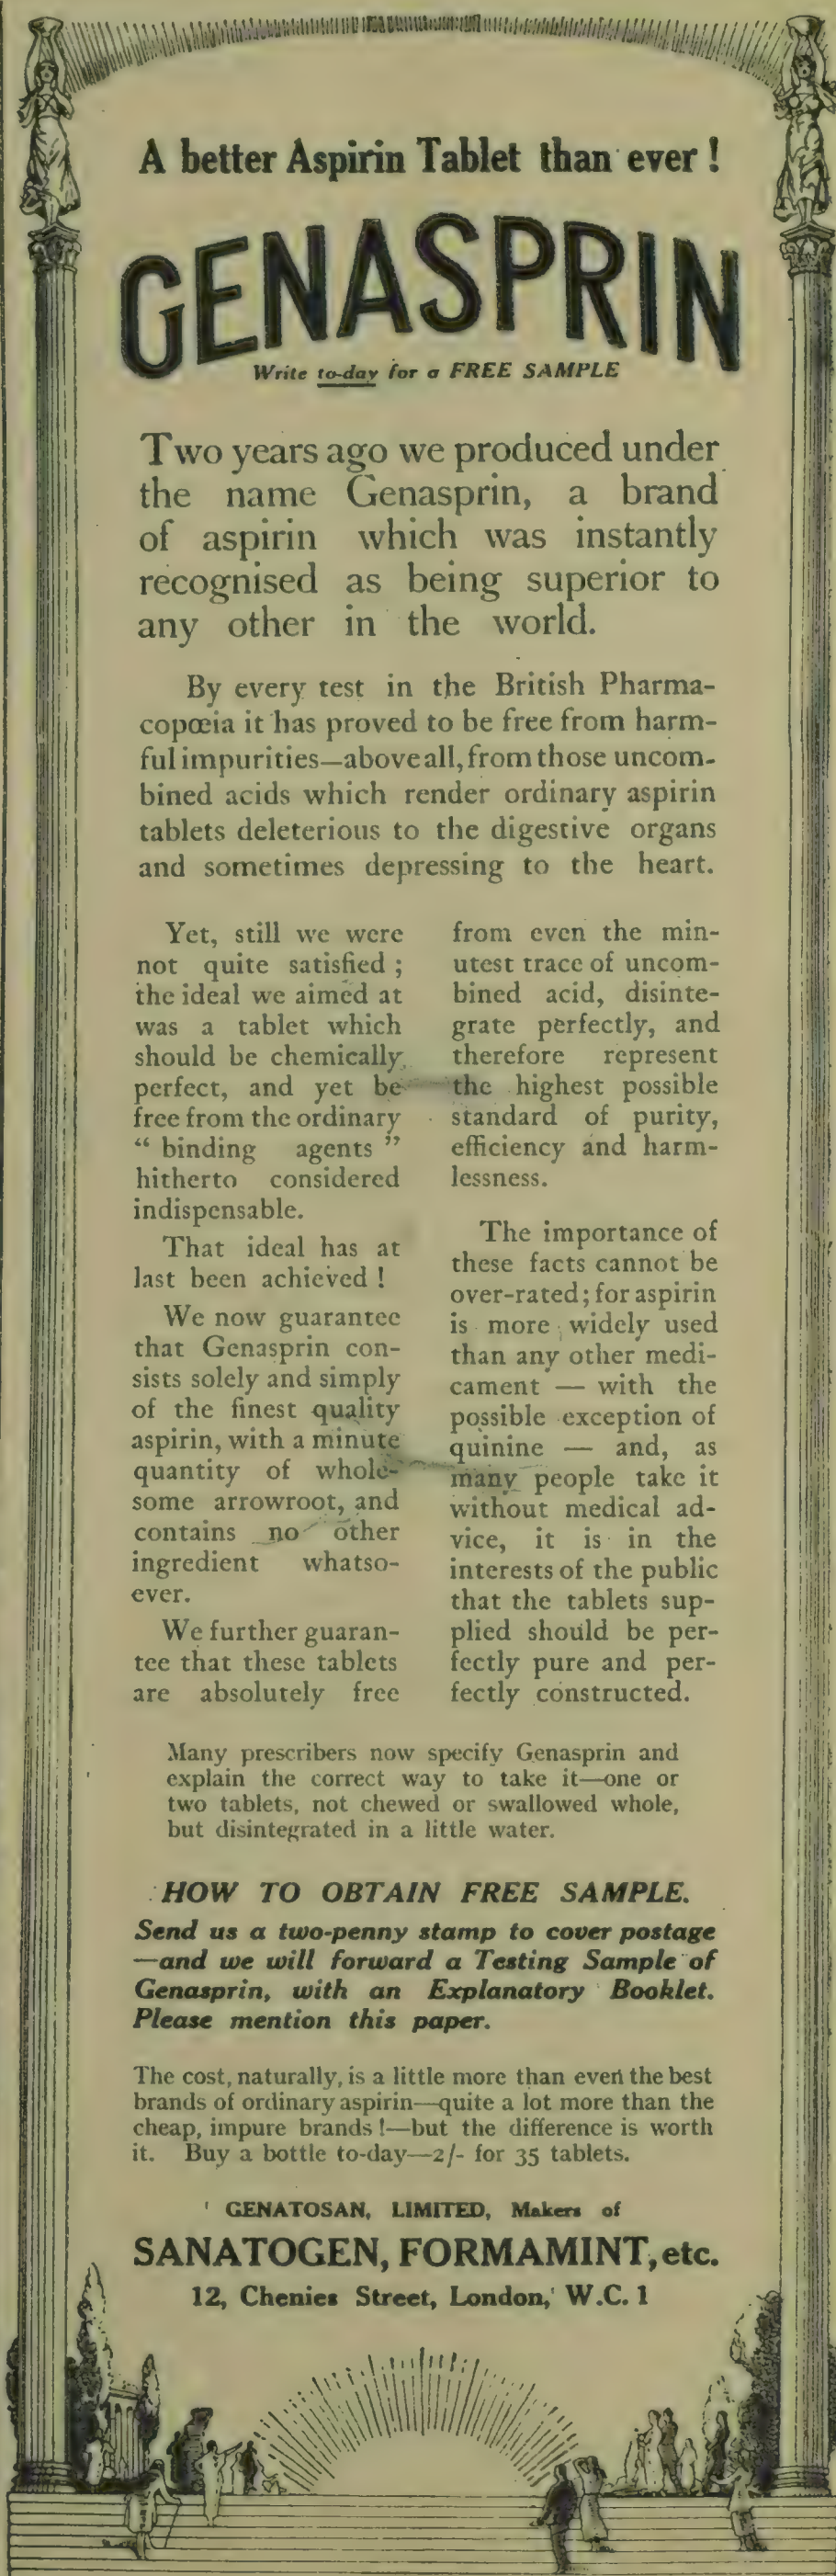 A better Aspirin Tablet than ever !
GENASPRIN
Write to-day for a FREE SAMPLE
Two years ago we produced under
the name Genasprin, a brand
of aspirin which was instantly
recognised as being superior to
any other in the world.
By every test in the British Pharma-
copœia it has proved to be free from harm-
ful impurities—above all, from those uncom-
bined acids which render ordinary aspirin
tablets deleterious to the digestive organs
and sometimes depressing to the heart.
Yet, still we were
not quite satisfied ;
the ideal we aimed at
was a tablet which
should be chemically
perfect, and yet be
free from the ordinary
“ binding agents ”
hitherto considered
indispensable.
That ideal has at
last been achieved !
We now guarantee
that Genasprin con-
sists solely and simply
of the finest quality
aspirin, with a minute
quantity of whole-
some arrowroot, and
contains no other
ingredient whatso-
ever.
We further guaran-
tee that these tablets
are absolutely free
from even the min-
utest trace of uncom-
bined acid, disinte-
grate perfectly, and
therefore represent
the highest possible
standard of purity,
efficiency and harm-
lessness.
The importance of
these facts cannot be
over-rated ; for aspirin
is more widely used
than any other medi-
cament — with the
possible exception of
quinine — and, as
many people take it
without medical ad-
vice, it is in the
interests of the public
that the tablets sup-
plied should be per-
fectly pure and per-
fectly constructed.
Many prescribers now specify Genasprin and
explain the correct way to take it—one or
two tablets, not chewed or swallowed whole,
but disintegrated in a little water.
HOW TO OBTAIN FREE SAMPLE.
Send us a two-penny stamp to cover postage
—and we will forward a Testing Sample of
Genasprin, with an Explanatory Booklet.
Please mention this paper.
The cost, naturally, is a little more than even the best
brands of ordinary aspirin—quite a lot more than the
cheap, impure brands !—but the difference is worth
it. Buy a bottle to-day—2/- for 35 tablets.
GENATOSAN, LIMITED, Makers of
SANATOGEN, FORMAMINT, etc.
12, Chenies Street, London, W.C. 1